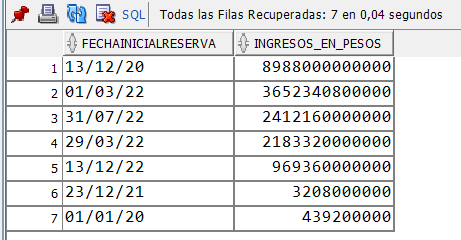 SQL | Todas las Filas Recuperadas: 7 en 0,04 segundos
FECHAINICIALRESERVA INGRESOS_EN_PESOS
1 13/12/20 8988000000000
2 01/03/22 3652340800000
3 31/07/22 2412160000000
4 29/03/22 2183320000000
5 13/12/22 969360000000
6 23/12/21 3208000000
7 01/01/20 439200000